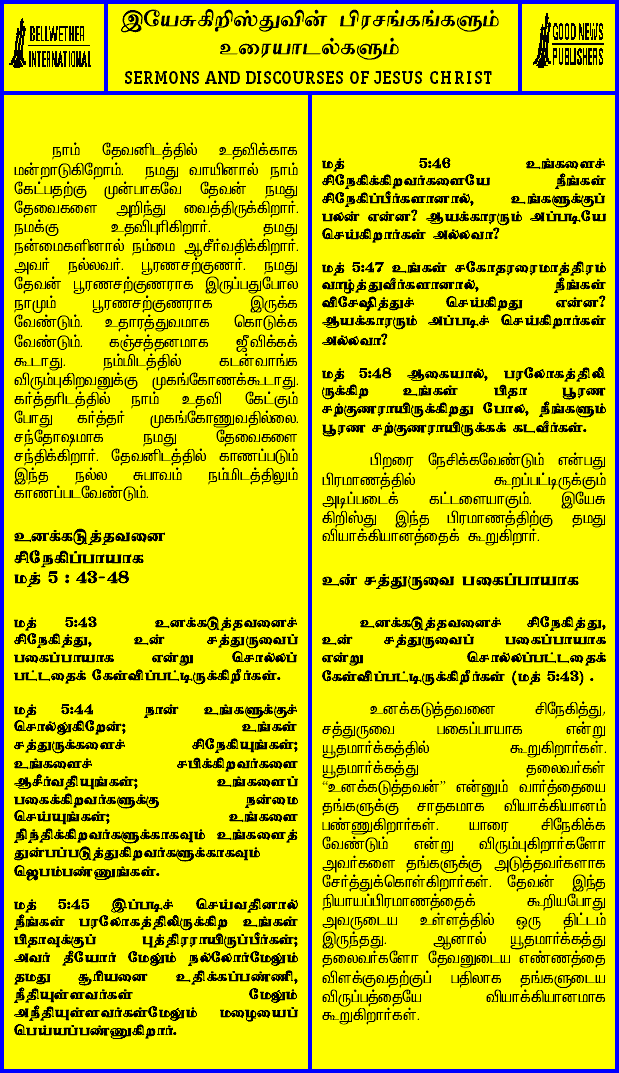 BELLWETHER
INTERNATIONAL
இயேசுகிறிஸ்துவின் பிரசங்கங்களும்
உரையாடல்களும்
SERMONS AND DISCOURSES OF JESUS CHRIST
GOOD NEWS
PUBLISHERS
நாம் தேவனிடத்தில் உதவிக்காக
மன்றாடுகிறோம். நமது வாயினால் நாம்
கேட்பதற்கு முன்பாகவே தேவன் நமது
தேவைகளை அறிந்து வைத்திருக்கிறார்.
நமக்கு உதவிபுரிகிறார். தமது
நன்மைகளினால் நம்மை ஆசீர்வதிக்கிறார்.
அவர் நல்லவர். பூரணசற்குணர். நமது
தேவன் பூரணசற்குணராக இருப்பதுபோல
நாமும் பூரணசற்குணராக இருக்க
வேண்டும். உதாரத்துவமாக கொடுக்க
வேண்டும். கஞ்சத்தனமாக ஜீவிக்கக்
கூடாது. நம்மிடத்தில் கடன்வாங்க
விரும்புகிறவனுக்கு முகங்கோணக்கூடாது.
கர்த்தரிடத்தில் நாம் உதவி கேட்கும்
போது கர்த்தர் முகங்கோணுவதில்லை.
சந்தோஷமாக நமது தேவைகளை
சந்திக்கிறார். தேவனிடத்தில் காணப்படும்
இந்த நல்ல சுபாவம் நம்மிடத்திலும்
காணப்படவேண்டும்.
உனக்கடுத்தவனை
சிநேகிப்பாயாக
மத் 5 : 43-48
மத் 5:43 உனக்கடுத்தவனைச்
சிநேகித்து, உன் சத்துருவைப்
பகைப்பாயாக என்று சொல்லப்
பட்டதைக் கேள்விப்பட்டிருக்கிறீர்கள்.
மத் 5:44 நான் உங்களுக்குச்
சொல்லுகிறேன்; உங்கள்
சத்துருக்களைச் சிநேகியுங்கள்;
உங்களைச் சபிக்கிறவர்களை
ஆசீர்வதியுங்கள்; உங்களைப்
பகைக்கிறவர்களுக்கு நன்மை
செய்யுங்கள்; உங்களை
நிந்திக்கிறவர்களுக்காகவும் உங்களைத்
துன்பப்படுத்துகிறவர்களுக்காகவும்
ஜெபம்பண்ணுங்கள்.
மத் 5:45 இப்படிச் செய்வதினால்
நீங்கள் பரலோகத்திலிருக்கிற உங்கள்
பிதாவுக்குப் புத்திரராயிருப்பீர்கள்;
அவர் தீயோர் மேலும் நல்லோர்மேலும்
தமது சூரியனை உதிக்கப்பண்ணி,
நீதியுள்ளவர்கள் மேலும்
அநீதியுள்ளவர்கள்மேலும் மழையைப்
பெய்யப்பண்ணுகிறார்.
மத் 5:46 உங்களைச்
சிநேகிக்கிறவர்களையே நீங்கள்
சிநேகிப்பீர்களானால், உங்களுக்குப்
பலன் என்ன? ஆயக்காரரும் அப்படியே
செய்கிறார்கள் அல்லவா?
மத் 5:47 உங்கள் சகோதரரைமாத்திரம்
வாழ்த்துவீர்களானால், நீங்கள்
விசேஷித்துச் செய்கிறது என்ன?
ஆயக்காரரும் அப்படிச் செய்கிறார்கள்
அல்லவா?
மத் 5:48 ஆகையால், பரலோகத்திலி
ருக்கிற உங்கள் பிதா பூரண
சற்குணராயிருக்கிறது போல, நீங்களும்
பூரண சற்குணராயிருக்கக் கடவீர்கள்.
பிறரை நேசிக்கவேண்டும் என்பது
பிரமாணத்தில் கூறப்பட்டிருக்கும்
அடிப்படைக் கட்டளையாகும். இயேசு
கிறிஸ்து இந்த பிரமாணத்திற்கு தமது
வியாக்கியானத்தைக் கூறுகிறார்.
உன் சத்துருவை பகைப்பாயாக
உனக்கடுத்தவனைச் சிநேகித்து,
உன் சத்துருவைப் பகைப்பாயாக
என்று சொல்லப்பட்டதைக்
கேள்விப்பட்டிருக்கிறீர்கள் (மத் 5:43) .
உனக்கடுத்தவனை சிநேகித்து,
சத்துருவை பகைப்பாயாக என்று
யூதமார்க்கத்தில் கூறுகிறார்கள்.
யூதமார்க்கத்து தலைவர்கள்
“உனக்கடுத்தவன்” என்னும் வார்த்தையை
தங்களுக்கு சாதகமாக வியாக்கியானம்
பண்ணுகிறார்கள். யாரை சிநேகிக்க
வேண்டும் என்று விரும்புகிறார்களோ
அவர்களை தங்களுக்கு அடுத்தவர்களாக
சேர்த்துக்கொள்கிறார்கள். தேவன் இந்த
நியாயப்பிரமாணத்தைக் கூறியபோது
அவருடைய உள்ளத்தில் ஒரு திட்டம்
இருந்தது. ஆனால் யூதமார்க்கத்து
தலைவர்களோ தேவனுடைய எண்ணத்தை
விளக்குவதற்குப் பதிலாக தங்களுடைய
விருப்பத்தையே வியாக்கியானமாக
கூறுகிறார்கள்.